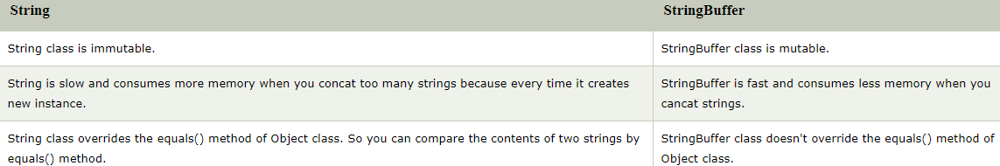 String
StringBuffer
String class is immutable.
StringBuffer class is mutable.
String is slow and consumes more memory when you concat too many strings because every time it creates
new instance.
StringBuffer is fast and consumes less memory when you
cancat strings.
String class overrides the equals() method of Object class. So you can compare the contents of two strings by
equals() method.
StringBuffer class doesn't override the equals() method of
Object class.